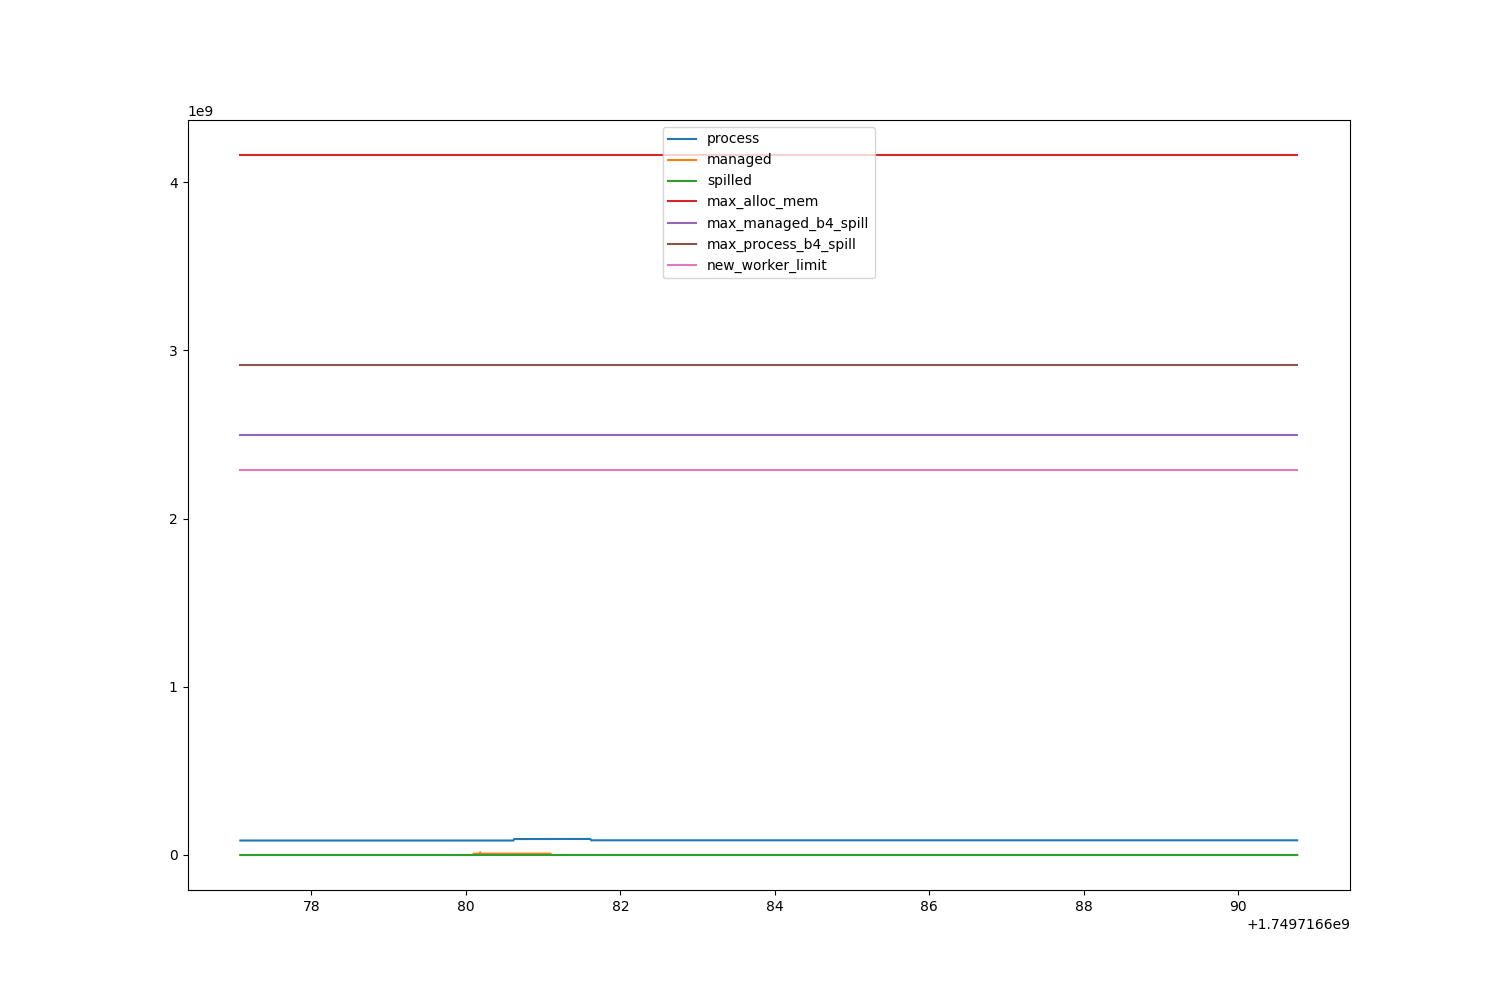 1e9
process
managed
spilled
max_alloc_mem
max_managed_b4_spill
max_process_b4_spill
new_worker_limit
4
3
2
1
0
78 80 82 84 86 88 90
+1.7497166e9